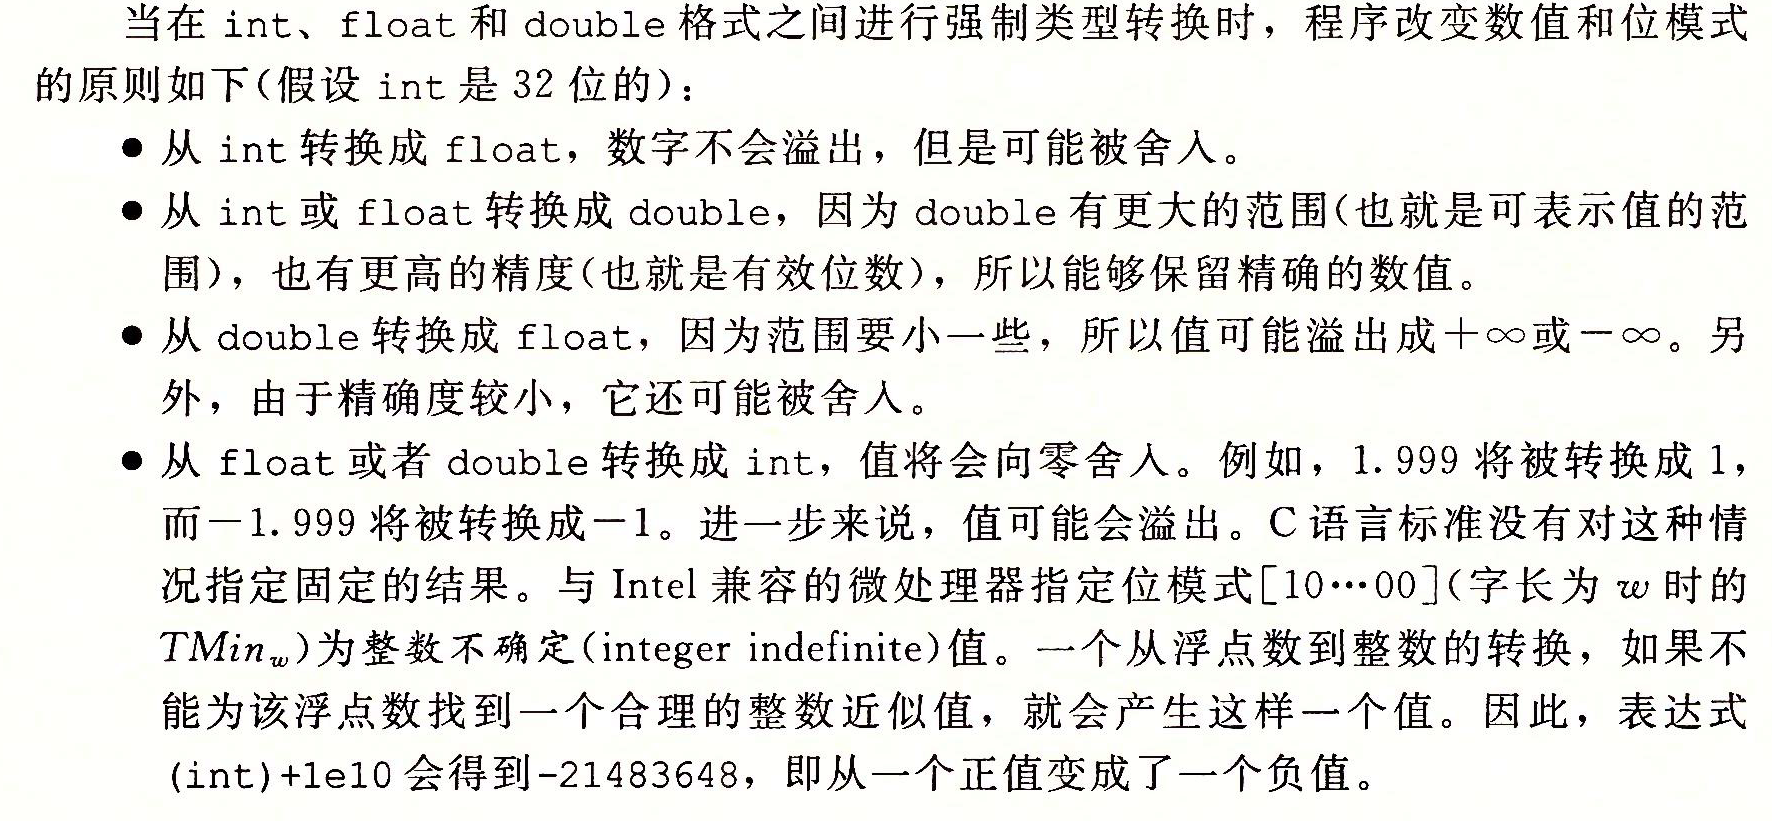 当在 int、float 和 double 格式之间进行强制类型转换时，程序改变数值和位模式
的原则如下(假设 int 是 32 位的)：
● 从 int 转换成 float，数字不会溢出，但是可能被舍入。
● 从 int 或 float 转换成 double，因为 double 有更大的范围(也就是可表示值的范
围)，也有更高的精度(也就是有效位数)，所以能够保留精确的数值。
● 从 double 转换成 float，因为范围要小一些，所以值可能溢出成＋∞或－∞。另
外，由于精确度较小，它还可能被舍入。
● 从 float 或者 double 转换成 int，值将会向零舍入。例如，1.999 将被转换成 1，
而－1.999 将被转换成－1。进一步来说，值可能会溢出。C 语言标准没有对这种情
况指定固定的结果。与 Intel 兼容的微处理器指定位模式[10…00](字长为 w 时的
TMinw)为整数不确定(integer indefinite)值。一个从浮点数到整数的转换，如果不
能为该浮点数找到一个合理的整数近似值，就会产生这样一个值。因此，表达式
(int)+1e10 会得到-21483648，即从一个正值变成了一个负值。